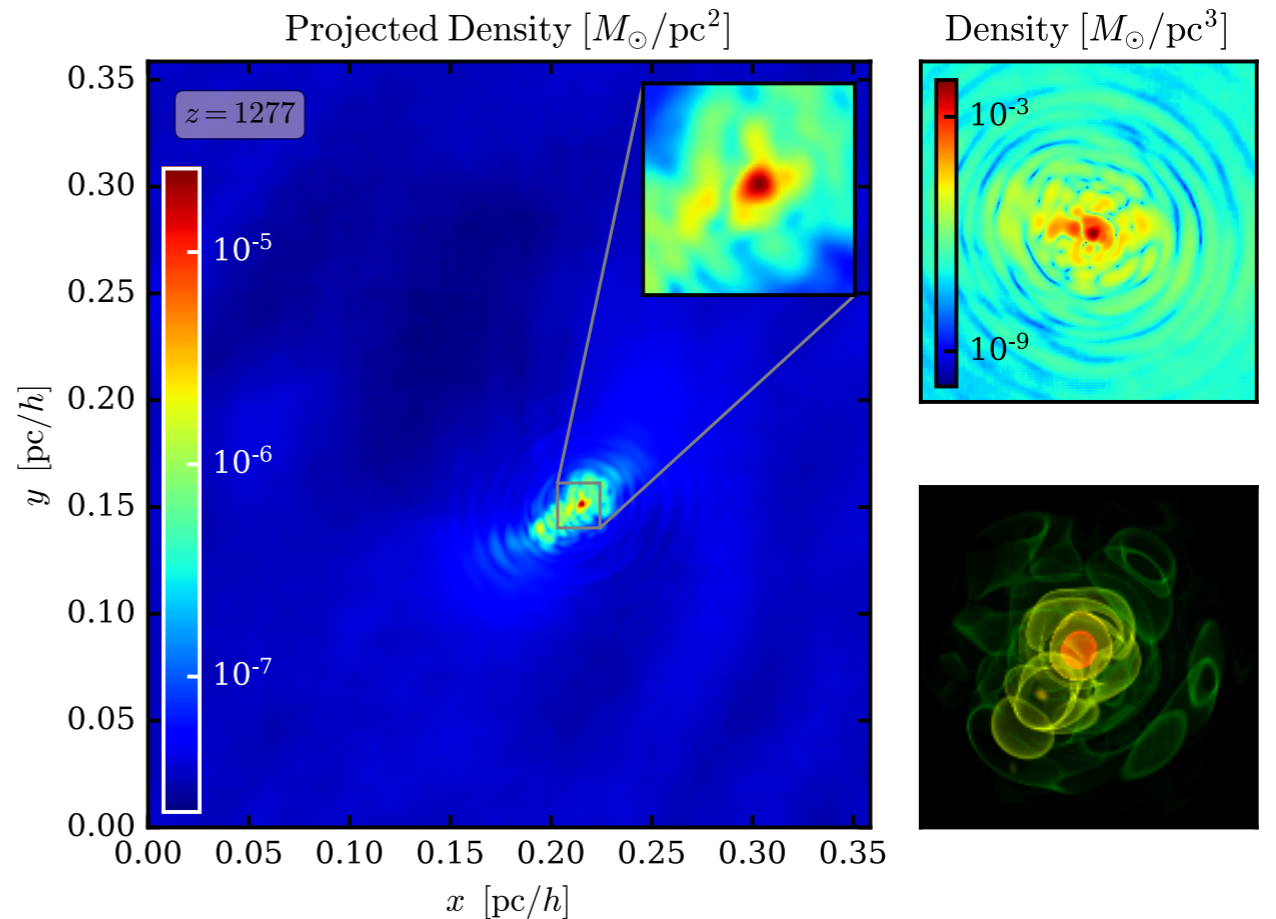 Projected Density [M⊙/pc²]
Density [M⊙/pc³]
z = 1277
0.35
0.30
0.25
0.20
0.15
0.10
0.05
0.00
y [pc/h]
10⁻⁵
10⁻⁶
10⁻⁷
0.00 0.05 0.10 0.15 0.20 0.25 0.30 0.35
x [pc/h]
10⁻³
10⁻⁹